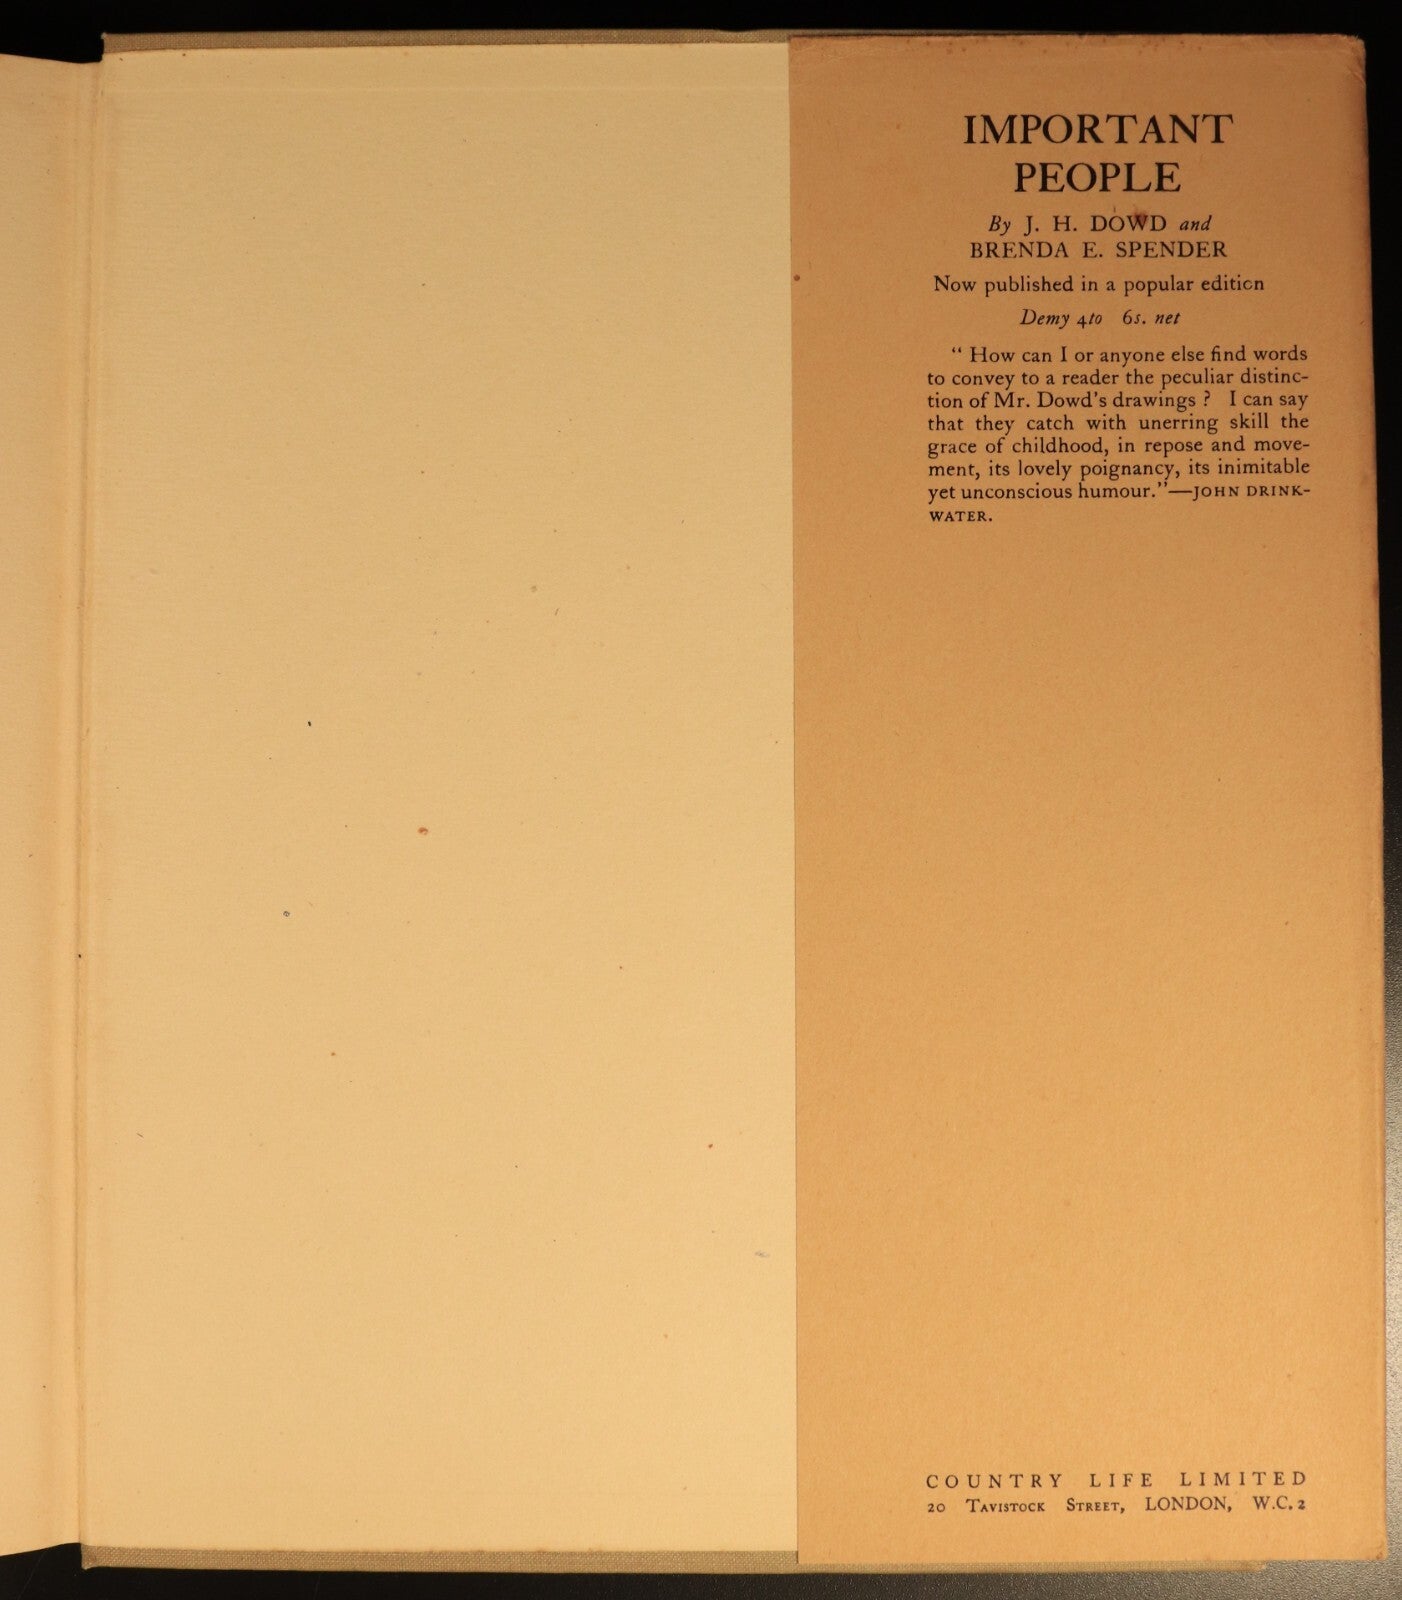 IMPORTANT
PEOPLE
By J. H. DOWD and
BRENDA E. SPENDER
Now published in a popular edition
Demy 4to 6s. net
“ How can I or anyone else find words
to convey to a reader the peculiar distinc-
tion of Mr. Dowd's drawings ? I can say
that they catch with unerring skill the
grace of childhood, in repose and move-
ment, its lovely poignancy, its inimitable
yet unconscious humour.”—JOHN DRINK-
WATER.
COUNTRY LIFE LIMITED
20 TAVISTOCK STREET, LONDON, W.C.2